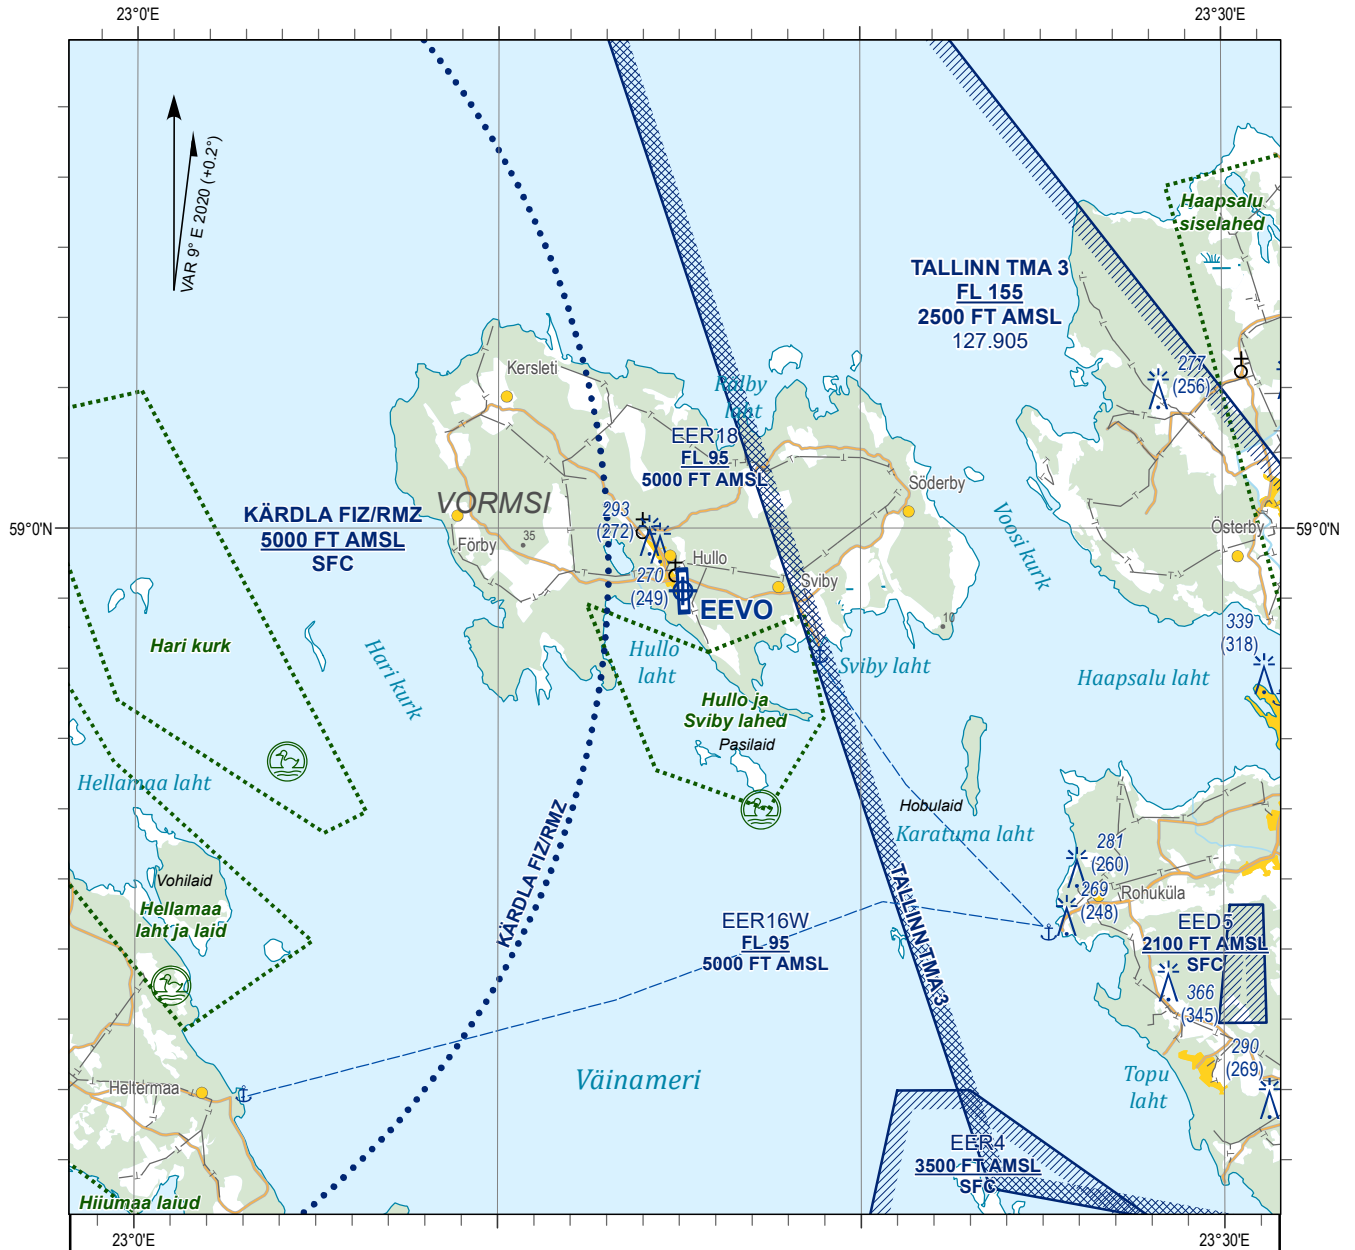 23°0'E
23°30'E
VAR 9° E 2020 (+0.2°)
Haapsalu
siselahed
TALLINN TMA 3
FL 155
2500 FT AMSL
127.905
277
(256)
Kersleti
Rälby
laht
EER18
FL 95
5000 FT AMSL
Söderby
VORMSI
KÄRDLA FIZ/RMZ
5000 FT AMSL
SFC
293
(272)
Voosi kurk
Österby
59°0'N
59°0'N
Förby
35
Hullo
270
(249)
Sviby
EEVO
10
339
(318)
Hari kurk
Hari kurk
Hullo
laht
Sviby laht
Haapsalu laht
Hullo ja
Sviby lahed
Pasilaid
Hellamaa laht
Hobulaid
Karatuma laht
KÄRDLA FIZ/RMZ
281
(260)
269
(248)
Rohuküla
Vohilaid
Hellamaa
laht ja laid
TALLINN TMA 3
EER16W
FL 95
5000 FT AMSL
EED5
2100 FT AMSL
SFC
366
(345)
290
(269)
Heltermaa
Väinameri
Topu
laht
EER4
3500 FT AMSL
SFC
Hiiumaa laiud
23°0'E
23°30'E